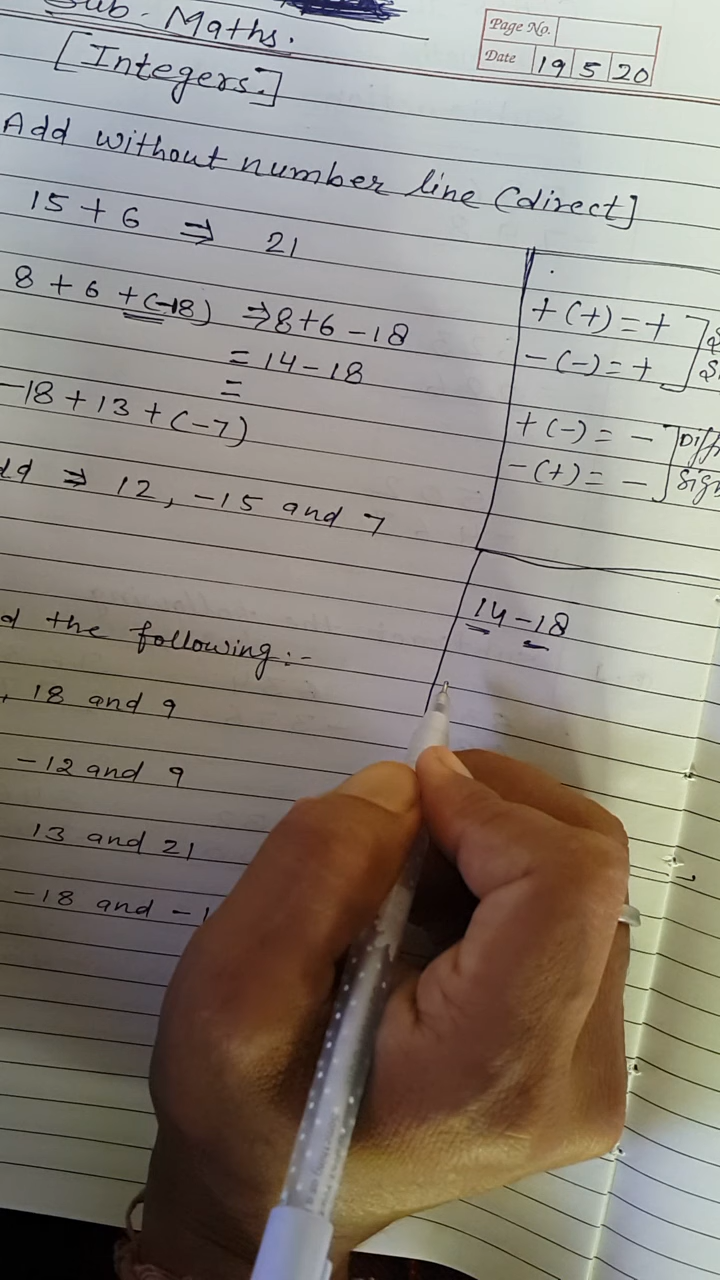 Sub - Maths.
Page No.
Date 19 5 20
[Integers.]
Add without number line (direct]
15 + 6 ⇒ 21
8 + 6 + (-18) ⇒ 8+6 - 18
= 14 - 18
=
-18 + 13 + (-7)
⇒ 12, -15 and 7
+ (+) = +
- (-) = +
+ (-) = -
- (+) = -
14 - 18
the following :-
18 and 9
-12 and 9
13 and 21
-18 and -